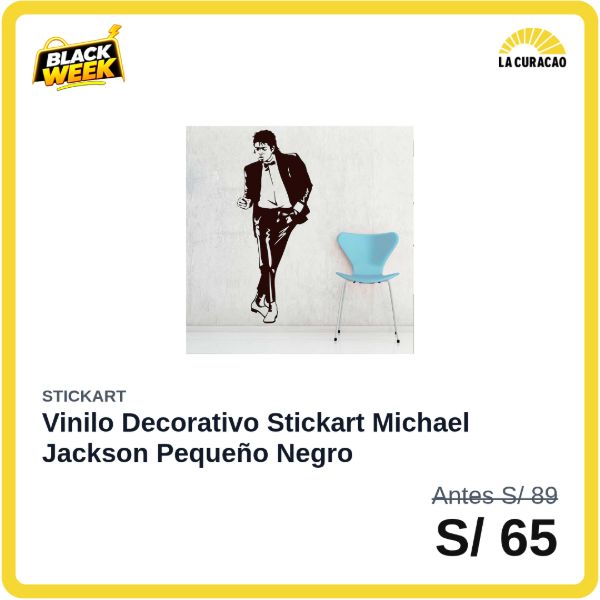 BLACK
WEEK
LA CURACAO
STICKART
Vinilo Decorativo Stickart Michael
Jackson Pequeño Negro
Antes S/ 89
S/ 65